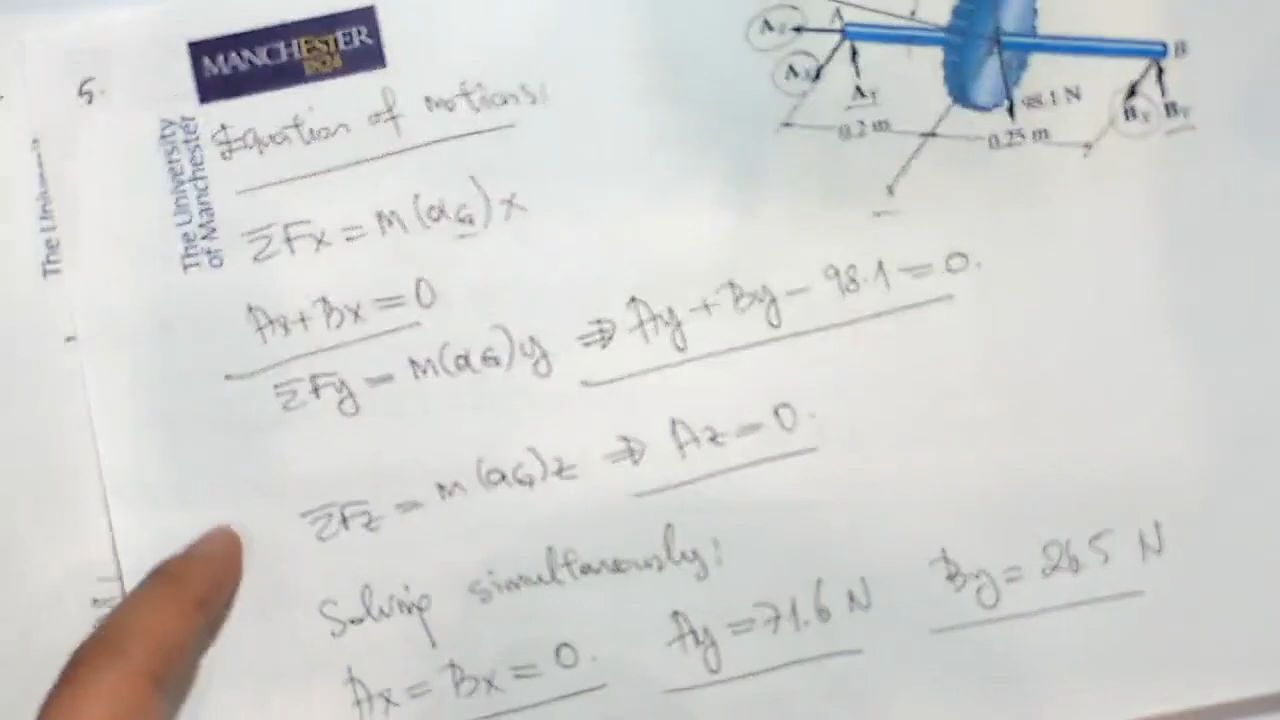 5.
MANCHESTER
1824
The University
of Manchester
Equation of motions:
ΣFx = m(aG)x
Ax + Bx = 0
ΣFy = m(aG)y ⇒ Ay + By - 98.1 = 0.
ΣFz = m(aG)z ⇒ Az = 0.
Solving simultaneously:
Ax = Bx = 0. Ay = 71.6 N By = 26.5 N
A
B
98.1 N
0.2 m
0.25 m
The Univer